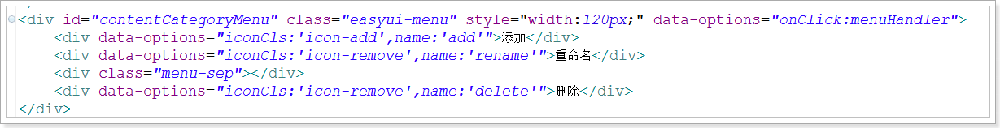 <div id="contentCategoryMenu" class="easyui-menu" style="width:120px;" data-options="onClick:menuHandler">
<div data-options="iconCls:'icon-add',name:'add'">添加</div>
<div data-options="iconCls:'icon-remove',name:'rename'">重命名</div>
<div class="menu-sep"></div>
<div data-options="iconCls:'icon-remove',name:'delete'">删除</div>
</div>